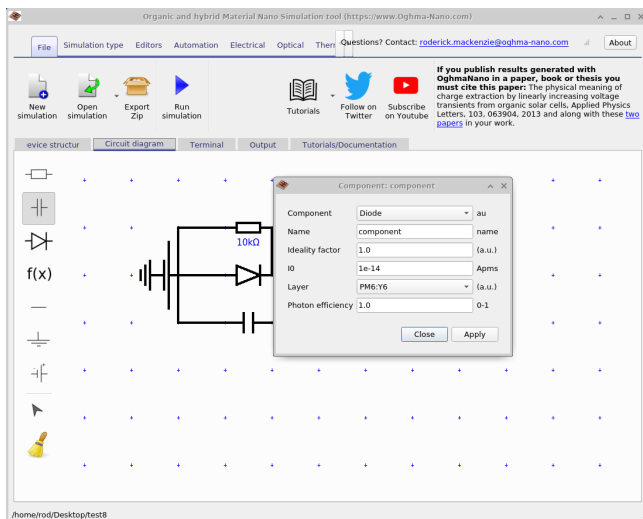 Organic and hybrid Material Nano Simulation tool (https://www.Oghma-Nano.com)
File Simulation type Editors Automation Electrical Optical Questions? Contact: roderick.mackenzie@oghma-nano.com About
New simulation
Open simulation
Export Zip
Run simulation
Tutorials
Follow on Twitter
Subscribe on Youtube
If you publish results generated with
OghmaNano in a paper, book or thesis you
must cite this paper: The physical meaning of
charge extraction by linearly increasing voltage
transients from organic solar cells, Applied Physics
Letters, 103, 063904, 2013 and along with these two
papers in your work.
evice structur Circuit diagram Terminal Output Tutorials/Documentation
f(x)
10kΩ
Component: component
Component Diode au
Name component name
Ideality factor 1.0 (a.u.)
I0 1e-14 Apms
Layer PM6:Y6 (a.u.)
Photon efficiency 1.0 0-1
Close Apply
/home/rod/Desktop/test8